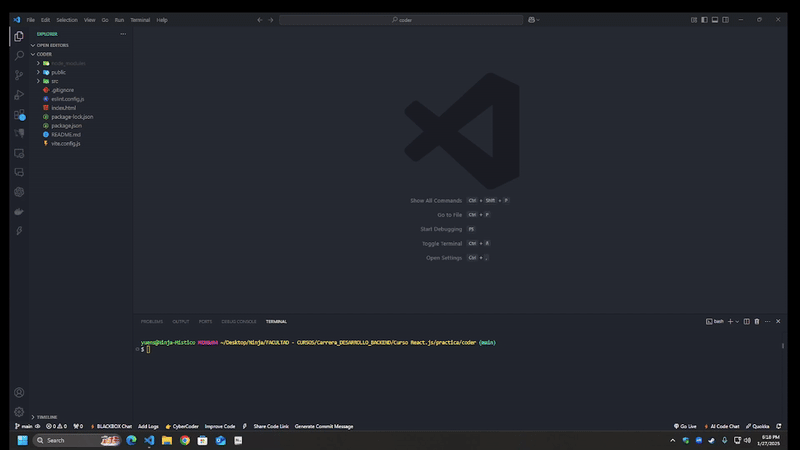 File Edit Selection View Go Run Terminal Help
coder
EXPLORER
OPEN EDITORS
CODER
node_modules
public
src
.gitignore
eslint.config.js
index.html
package-lock.json
package.json
README.md
vite.config.js
Show All Commands Ctrl + Shift + P
Go to File Ctrl + P
Start Debugging F5
Toggle Terminal Ctrl +
Open Settings Ctrl + ,
PROBLEMS OUTPUT PORTS DEBUG CONSOLE TERMINAL
bash
~/Desktop/Ninja/FACULTAD - CURSOS/Carrera_DESARROLLO_BACKEND/Curso React.js/practica/coder (main)
$
TIMELINE
main 0 0 0 BLACKBOX Chat Add Logs CyberCoder Improve Code Share Code Link Generate Commit Message Go Live AI Code Chat Quokka
Search
8:18 PM
1/27/2025